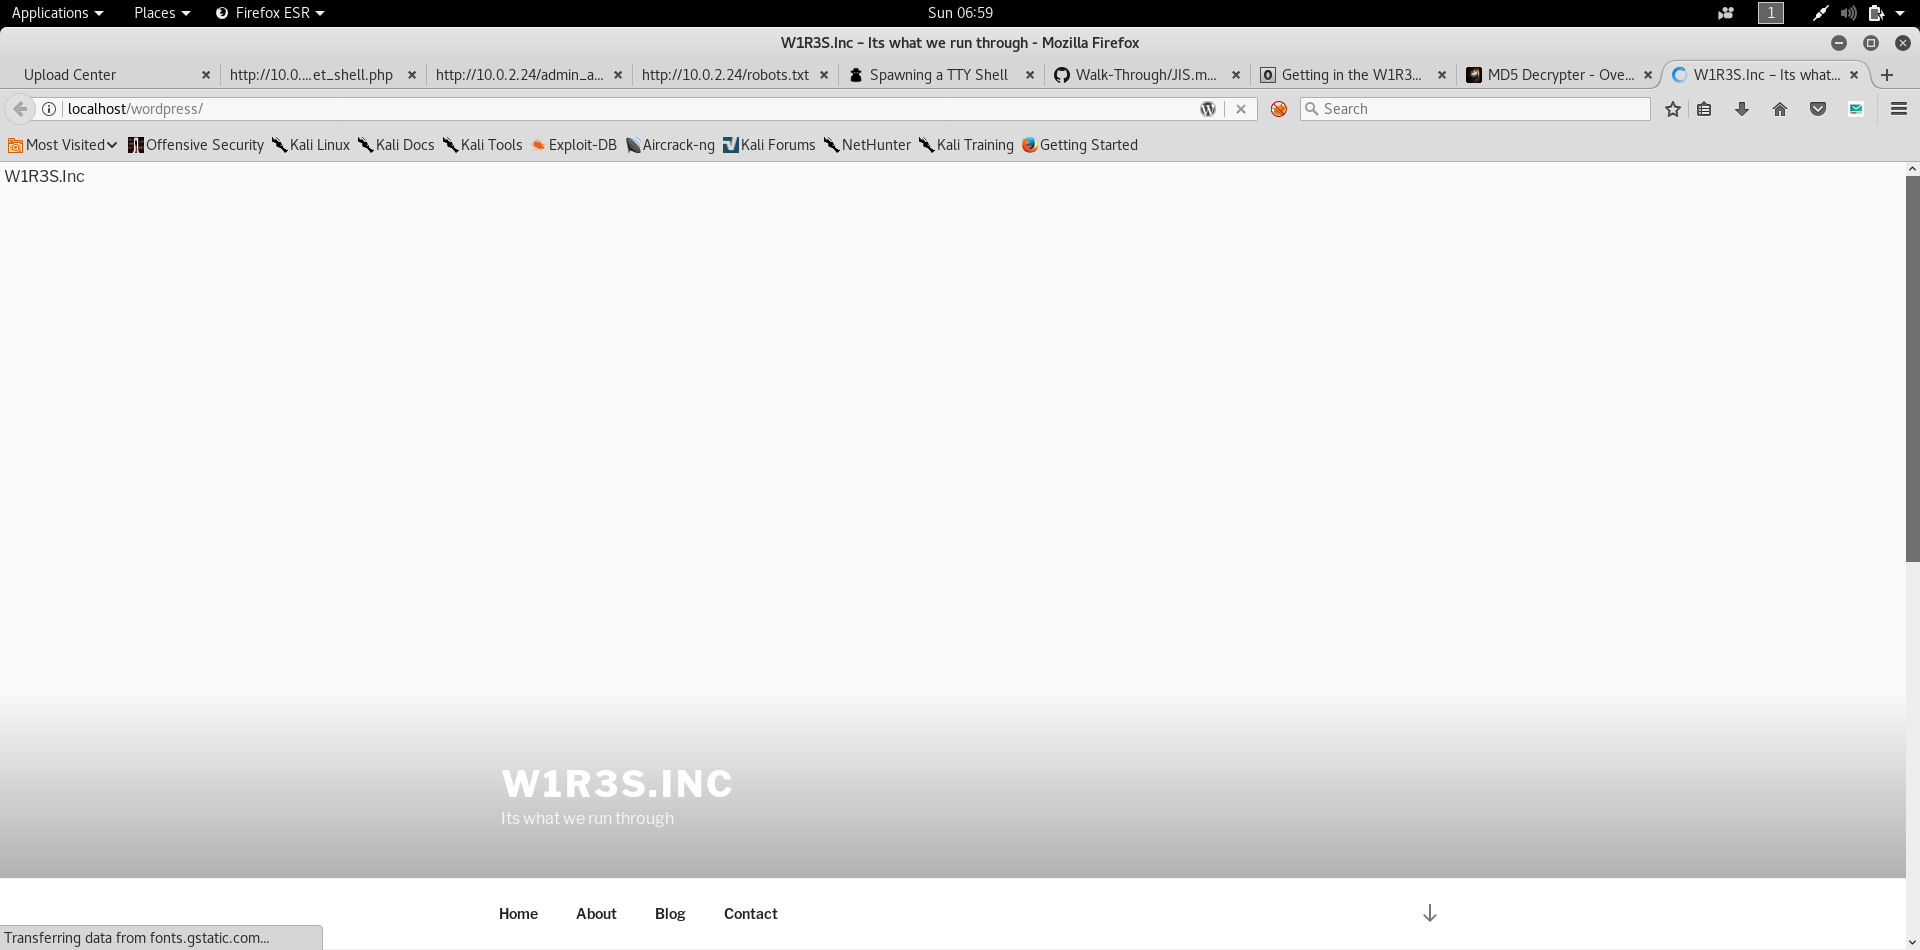 Applications Places Firefox ESR Sun 06:59 1
W1R3S.Inc – Its what we run through - Mozilla Firefox
Upload Center http://10.0....et_shell.php http://10.0.2.24/admin_a... http://10.0.2.24/robots.txt Spawning a TTY Shell Walk-Through/JIS.m... Getting in the W1R3... MD5 Decrypter - Ove... W1R3S.Inc – Its what...
localhost/wordpress/ Search
Most Visited Offensive Security Kali Linux Kali Docs Kali Tools Exploit-DB Aircrack-ng Kali Forums NetHunter Kali Training Getting Started
W1R3S.Inc
W1R3S.INC
Its what we run through
Home About Blog Contact
Transferring data from fonts.gstatic.com...